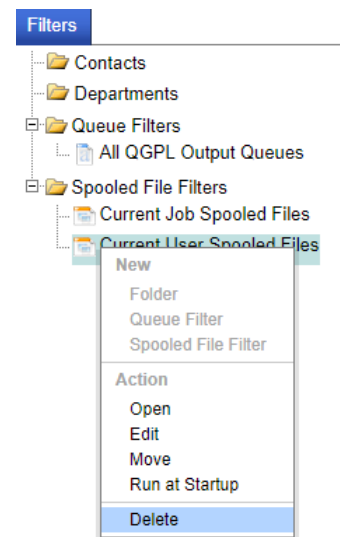 Filters
Contacts
Departments
Queue Filters
All QGPL Output Queues
Spooled File Filters
Current Job Spooled Files
Current User Spooled Files
New
Folder
Queue Filter
Spooled File Filter
Action
Open
Edit
Move
Run at Startup
Delete